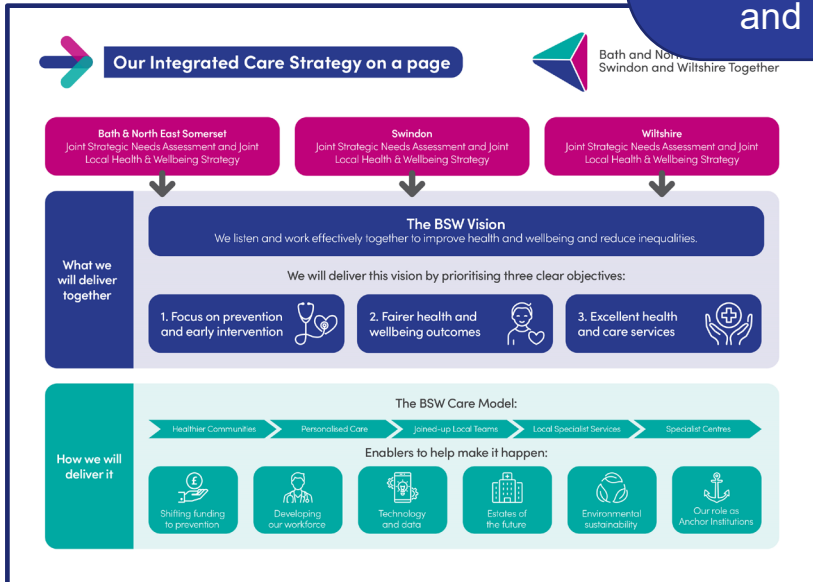 and
Our Integrated Care Strategy on a page
Bath and
Swindon and Wiltshire Together
Bath & North East Somerset
Joint Strategic Needs Assessment and Joint
Local Health & Wellbeing Strategy
Swindon
Joint Strategic Needs Assessment and Joint
Local Health & Wellbeing Strategy
Wiltshire
Joint Strategic Needs Assessment and Joint
Local Health & Wellbeing Strategy
What we
will deliver
together
The BSW Vision
We listen and work effectively together to improve health and wellbeing and reduce inequalities.
We will deliver this vision by prioritising three clear objectives:
1. Focus on prevention
and early intervention
2. Fairer health and
wellbeing outcomes
3. Excellent health
and care services
How we will
deliver it
The BSW Care Model:
Healthier Communities
Personalised Care
Joined-up Local Teams
Local Specialist Services
Specialist Centres
Enablers to help make it happen:
£
Shifting funding
to prevention
Developing
our workforce
Technology
and data
Estates of
the future
Environmental
sustainability
Our role as
Anchor Institutions